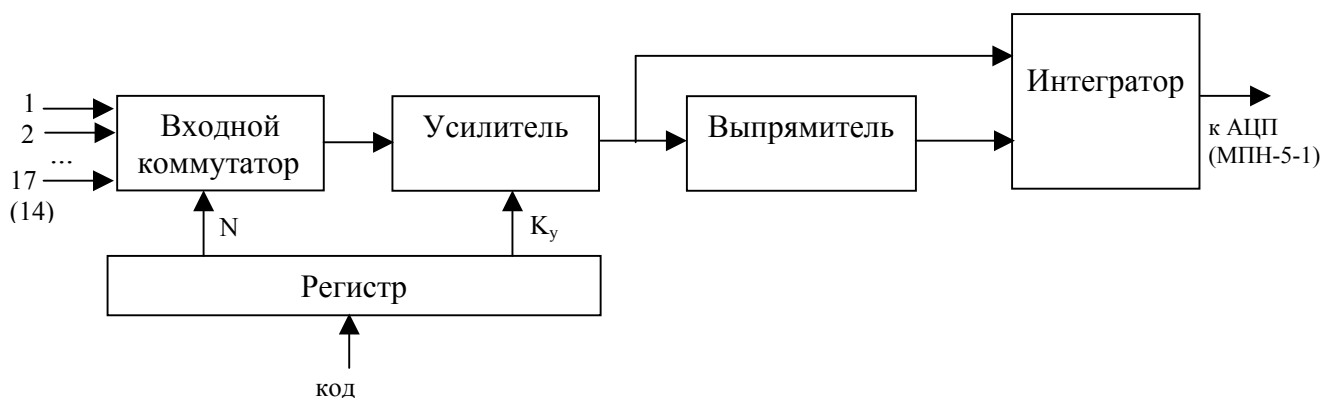 1
2
...
17
(14)
Входной
коммутатор
Усилитель
Выпрямитель
Интегратор
к АЦП
(МПН-5-1)
N
Kу
Регистр
код